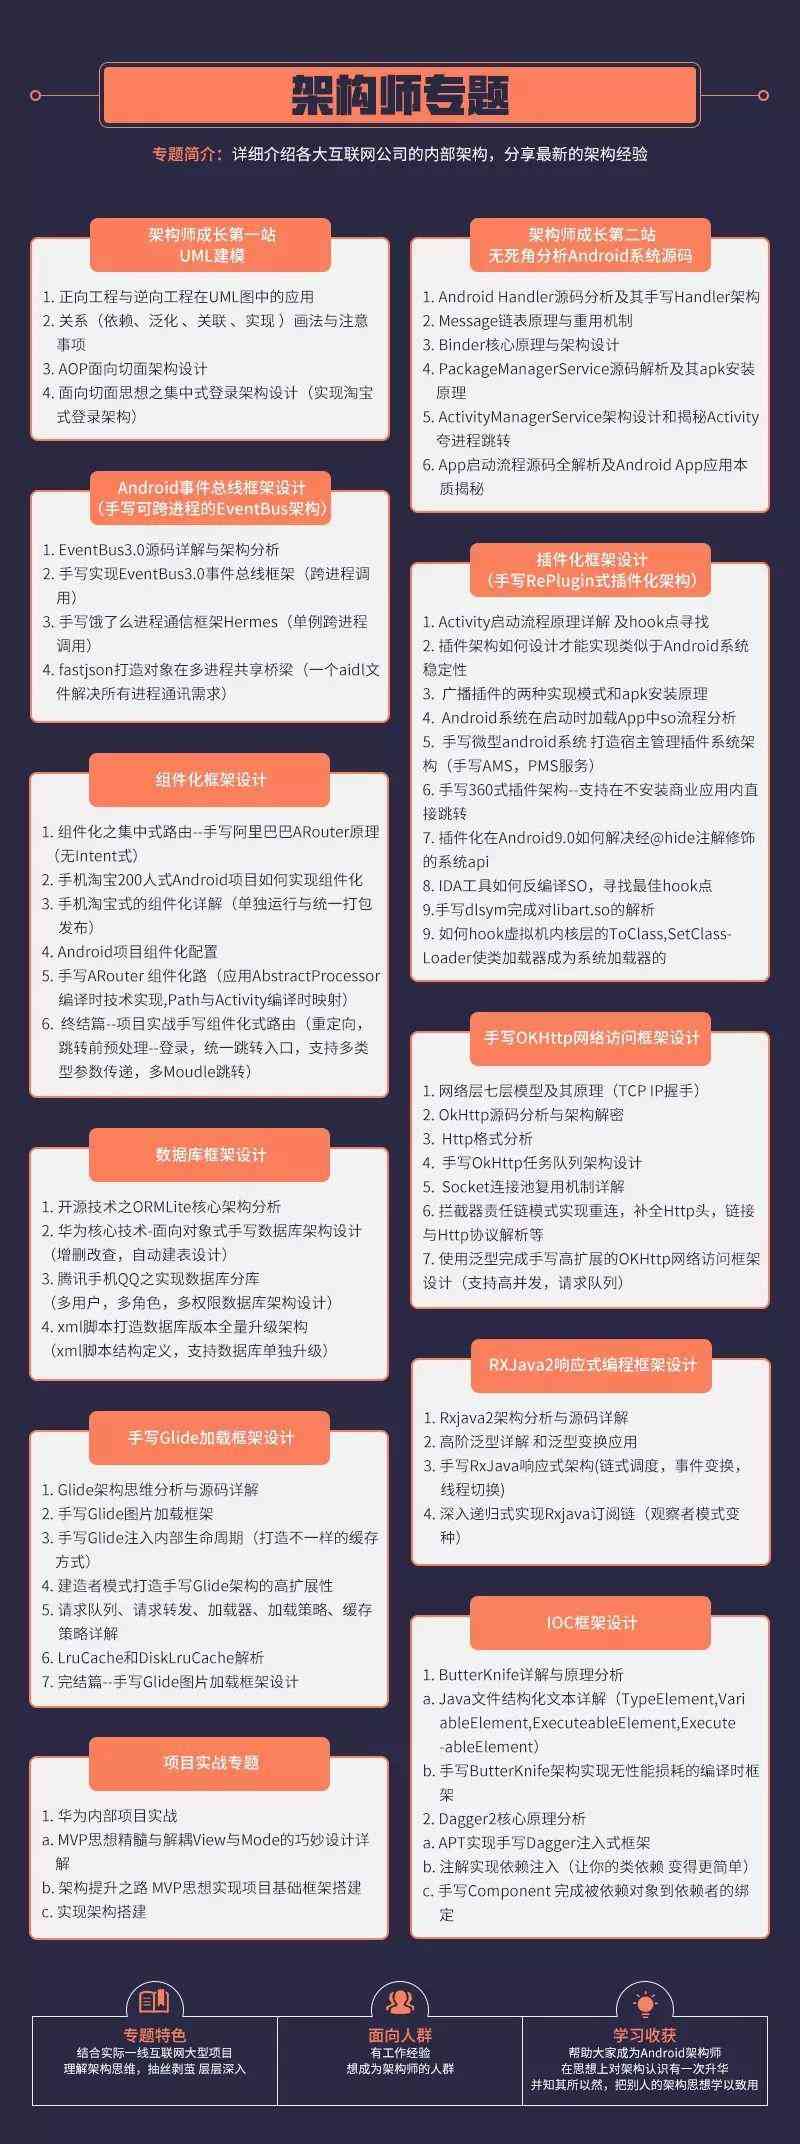 架构师专题
专题简介：详细介绍各大互联网公司的内部架构，分享最新的架构经验
架构师成长第一站
UML建模
1. 正向工程与逆向工程在UML图中的应用
2. 关系（依赖、泛化 、关联 、实现 ）画法与注意
事项
3. AOP面向切面架构设计
4. 面向切面思想之集中式登录架构设计（实现淘宝
式登录架构）
Android事件总线框架设计
（手写可跨进程的EventBus架构）
1. EventBus3.0源码详解与架构分析
2. 手写实现EventBus3.0事件总线框架（跨进程调
用）
3. 手写饿了么进程通信框架Hermes（单例跨进程
调用）
4. fastjson打造对象在多进程共享桥梁（一个aidl文
件解决所有进程通讯需求）
组件化框架设计
1. 组件化之集中式路由--手写阿里巴巴ARouter原理
（无Intent式）
2. 手机淘宝200人式Android项目如何实现组件化
3. 手机淘宝式的组件化详解（单独运行与统一打包
发布）
4. Android项目组件化配置
5. 手写ARouter 组件化路（应用AbstractProcessor
编译时技术实现,Path与Activity编译时映射）
6. 终结篇--项目实战手写组件化式路由（重定向，
跳转前预处理--登录，统一跳转入口，支持多类
型参数传递，多Moudle跳转）
数据库框架设计
1. 开源技术之ORMLite核心架构分析
2. 华为核心技术-面向对象式手写数据库架构设计
（增删改查，自动建表设计）
3. 腾讯手机QQ之实现数据库分库
（多用户，多角色，多权限数据库架构设计）
4. xml脚本打造数据库版本全量升级架构
（xml脚本结构定义，支持数据库单独升级）
手写Glide加载框架设计
1. Glide架构思维分析与源码详解
2. 手写Glide图片加载框架
3. 手写Glide注入内部生命周期（打造不一样的缓存
方式）
4. 建造者模式打造手写Glide架构的高扩展性
5. 请求队列、请求转发、加载器、加载策略、缓存
策略详解
6. LruCache和DiskLruCache解析
7. 完结篇--手写Glide图片加载框架设计
项目实战专题
1. 华为内部项目实战
a. MVP思想精髓与解耦View与Mode的巧妙设计详
解
b. 架构提升之路 MVP思想实现项目基础框架搭建
c. 实现架构搭建
架构师成长第二站
无死角分析Android系统源码
1. Android Handler源码分析及其手写Handler架构
2. Message链表原理与重用机制
3. Binder核心原理与架构设计
4. PackageManagerService源码解析及其apk安装
原理
5. ActivityManagerService架构设计和揭秘Activity
夸进程跳转
6. App启动流程源码全解析及Android App应用本
质揭秘
插件化框架设计
（手写RePlugin式插件化架构）
1. Activity启动流程原理详解 及hook点寻找
2. 插件架构如何设计才能实现类似于Android系统
稳定性
3. 广播插件的两种实现模式和apk安装原理
4. Android系统在启动时加载App中so流程分析
5. 手写微型android系统 打造宿主管理插件系统架
构（手写AMS，PMS服务）
6. 手写360式插件架构--支持在不安装商业应用内直
接跳转
7. 插件化在Android9.0如何解决经@hide注解修饰
的系统api
8. IDA工具如何反编译SO，寻找最佳hook点
9.手写dlsym完成对libart.so的解析
9. 如何hook虚拟机内核层的ToClass,SetClass-
Loader使类加载器成为系统加载器的
手写OKHttp网络访问框架设计
1. 网络层七层模型及其原理（TCP IP握手）
2. OkHttp源码分析与架构解密
3. Http格式分析
4. 手写OkHttp任务队列架构设计
5. Socket连接池复用机制详解
6. 拦截器责任链模式实现重连，补全Http头，链接
与Http协议解析等
7. 使用泛型完成手写高扩展的OKHttp网络访问框架
设计（支持高并发，请求队列）
RXJava2响应式编程框架设计
1. Rxjava2架构分析与源码详解
2. 高阶泛型详解 和泛型变换应用
3. 手写RxJava响应式架构(链式调度，事件变换，
线程切换)
4. 深入递归式实现Rxjava订阅链（观察者模式变
种）
IOC框架设计
1. ButterKnife详解与原理分析
a. Java文件结构化文本详解（TypeElement,Vari
ableElement,ExecuteableElement,Execute
-ableElement）
b. 手写ButterKnife架构实现无性能损耗的编译时框
架
2. Dagger2核心原理分析
a. APT实现手写Dagger注入式框架
b. 注解实现依赖注入（让你的类依赖 变得更简单）
c. 手写Component 完成被依赖对象到依赖者的绑
定
专题特色
结合实际一线互联网大型项目
理解架构思维，抽丝剥茧 层层深入
面向人群
有工作经验
想成为架构师的人群
学习收获
帮助大家成为Android架构师
在思想上对架构认识有一次升华
并知其所以然，把别人的架构思想学以致用